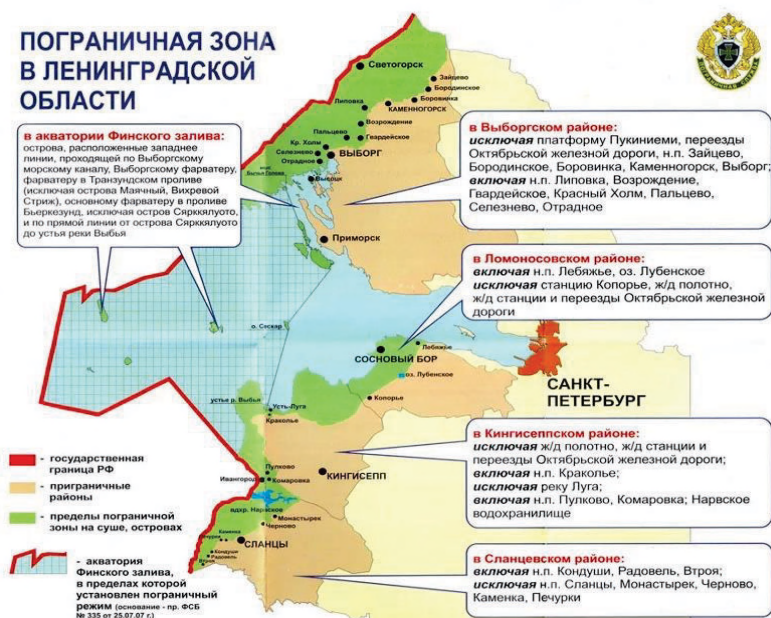 ПОГРАНИЧНАЯ ЗОНА
В ЛЕНИНГРАДСКОЙ
ОБЛАСТИ
в акватории Финского залива:
острова, расположенные западнее
линии, проходящей по Выборгскому
морскому каналу, Выборгскому фарватеру,
фарватеру в Транзундском проливе
(исключая острова Маячный, Вихревой
Стриж), основному фарватеру в проливе
Бьеркезунд, исключая остров Сярккялуото,
и по прямой линии от острова Сярккялуото
до устья реки Выбья
Светогорск
Зайцево
Бородинское
Боровинка
КАМЕННОГОРСК
Липовка
Возрождение
Пальцево
Гвардейское
Кр. Холм
Селезнево
ВЫБОРГ
Отрадное
Высоцк
Приморск
о. Сескар
СОСНОВЫЙ БОР
Лебяжье
оз. Лубенское
Копорье
САНКТ-
ПЕТЕРБУРГ
устье р. Выбья
Усть-Луга
Краколье
Пулково
Ивангород
Комаровка
КИНГИСЕПП
вдхр. Нарвское
Монастырек
Черново
Каменка
Печурки
СЛАНЦЫ
Кондуши
Радовель
Втроя
в Выборгском районе:
исключая платформу Пукиниеми, переезды
Октябрьской железной дороги, н.п. Зайцево,
Бородинское, Боровинка, Каменногорск, Выборг;
включая н.п. Липовка, Возрождение,
Гвардейское, Красный Холм, Пальцево,
Селезнево, Отрадное
в Ломоносовском районе:
включая н.п. Лебяжье, оз. Лубенское
исключая станцию Копорье, ж/д полотно,
ж/д станции и переезды Октябрьской железной
дороги
в Кингисеппском районе:
исключая ж/д полотно, ж/д станции и
переезды Октябрьской железной дороги;
включая н.п. Краколье;
исключая реку Луга;
включая н.п. Пулково, Комаровка; Нарвское
водохранилище
в Сланцевском районе:
включая н.п. Кондуши, Радовель, Втроя;
исключая н.п. Сланцы, Монастырек, Черново,
Каменка, Печурки
- государственная
граница РФ
- приграничные
районы
- пределы пограничной
зоны на суше, островах
- акватория
Финского залива,
в пределах которой
установлен пограничный
режим (основание - пр. ФСБ
№ 335 от 25.07.07 г.)